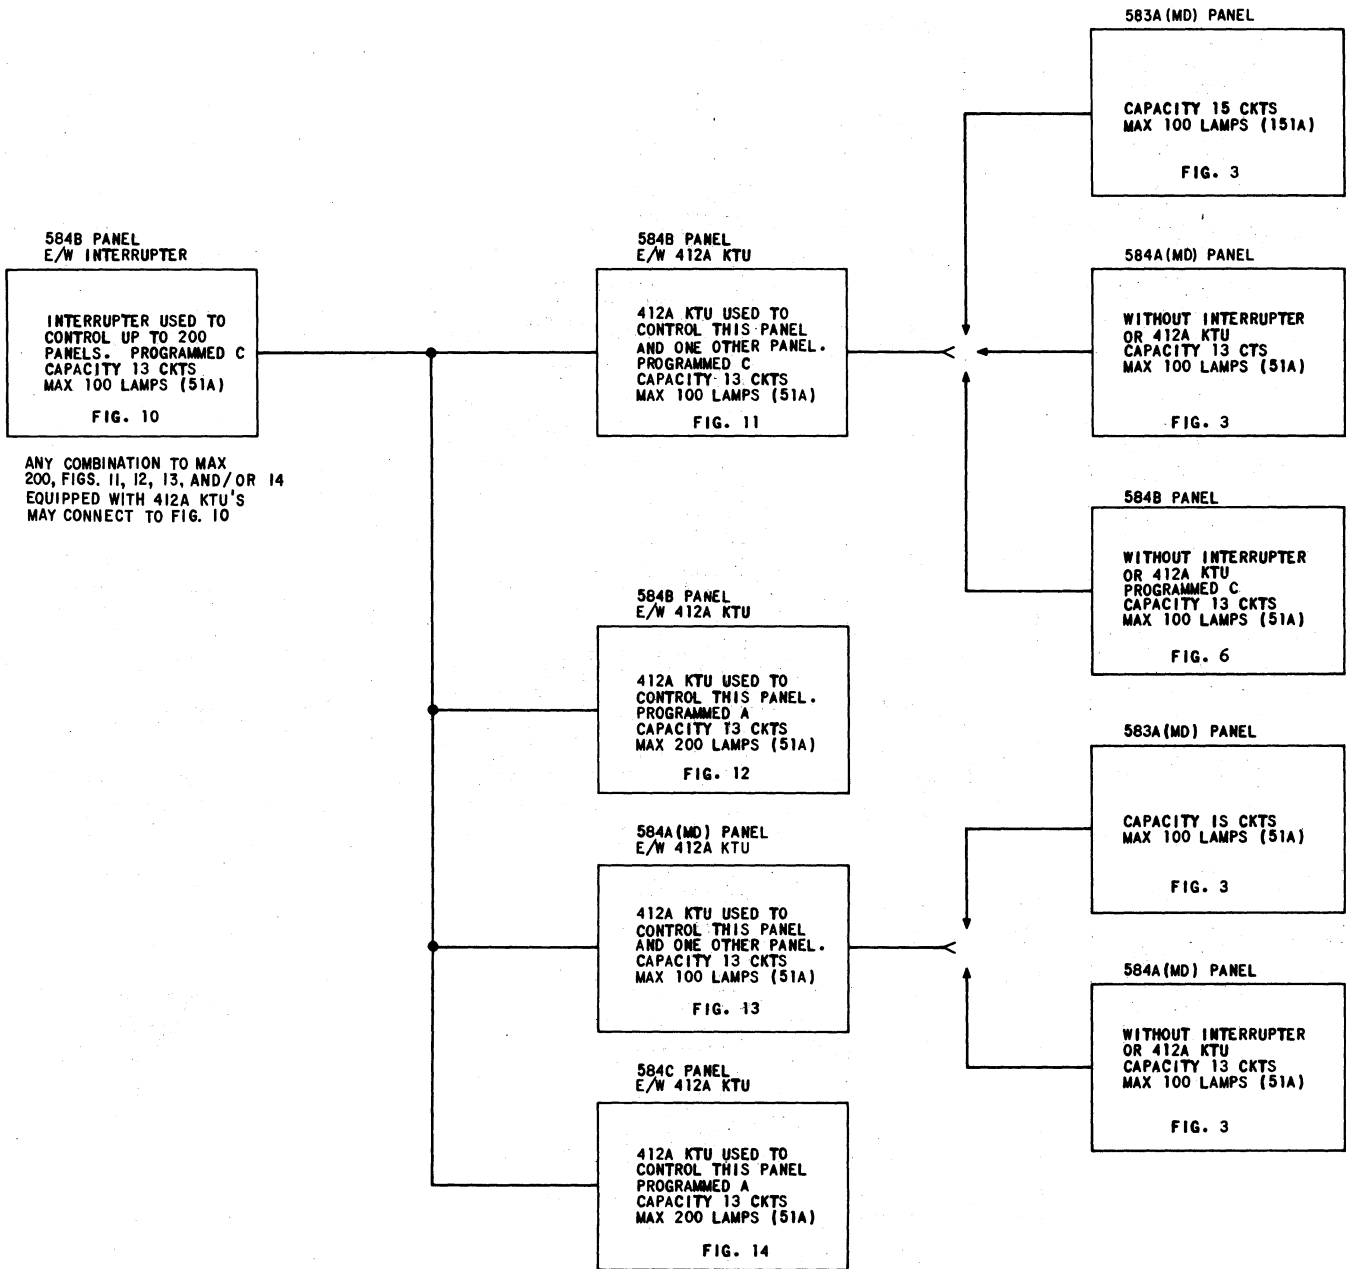 584B PANEL
E/W INTERRUPTER
INTERRUPTER USED TO
CONTROL UP TO 200
PANELS. PROGRAMMED C
CAPACITY 13 CKTS
MAX 100 LAMPS (51A)
FIG. 10
ANY COMBINATION TO MAX
200, FIGS. 11, 12, 13, AND/OR 14
EQUIPPED WITH 412A KTU'S
MAY CONNECT TO FIG. 10
584B PANEL
E/W 412A KTU
412A KTU USED TO
CONTROL THIS PANEL
AND ONE OTHER PANEL.
PROGRAMMED C
CAPACITY 13 CKTS
MAX 100 LAMPS (51A)
FIG. 11
584B PANEL
E/W 412A KTU
412A KTU USED TO
CONTROL THIS PANEL.
PROGRAMMED A
CAPACITY 13 CKTS
MAX 200 LAMPS (51A)
FIG. 12
584A(MD) PANEL
E/W 412A KTU
412A KTU USED TO
CONTROL THIS PANEL
AND ONE OTHER PANEL.
CAPACITY 13 CKTS
MAX 100 LAMPS (51A)
FIG. 13
584C PANEL
E/W 412A KTU
412A KTU USED TO
CONTROL THIS PANEL
PROGRAMMED A
CAPACITY 13 CKTS
MAX 200 LAMPS (51A)
FIG. 14
583A(MD) PANEL
CAPACITY 15 CKTS
MAX 100 LAMPS (151A)
FIG. 3
584A(MD) PANEL
WITHOUT INTERRUPTER
OR 412A KTU
CAPACITY 13 CTS
MAX 100 LAMPS (51A)
FIG. 3
584B PANEL
WITHOUT INTERRUPTER
OR 412A KTU
PROGRAMMED C
CAPACITY 13 CKTS
MAX 100 LAMPS (51A)
FIG. 6
583A(MD) PANEL
CAPACITY IS CKTS
MAX 100 LAMPS (51A)
FIG. 3
584A(MD) PANEL
WITHOUT INTERRUPTER
OR 412A KTU
CAPACITY 13 CKTS
MAX 100 LAMPS (51A)
FIG. 3